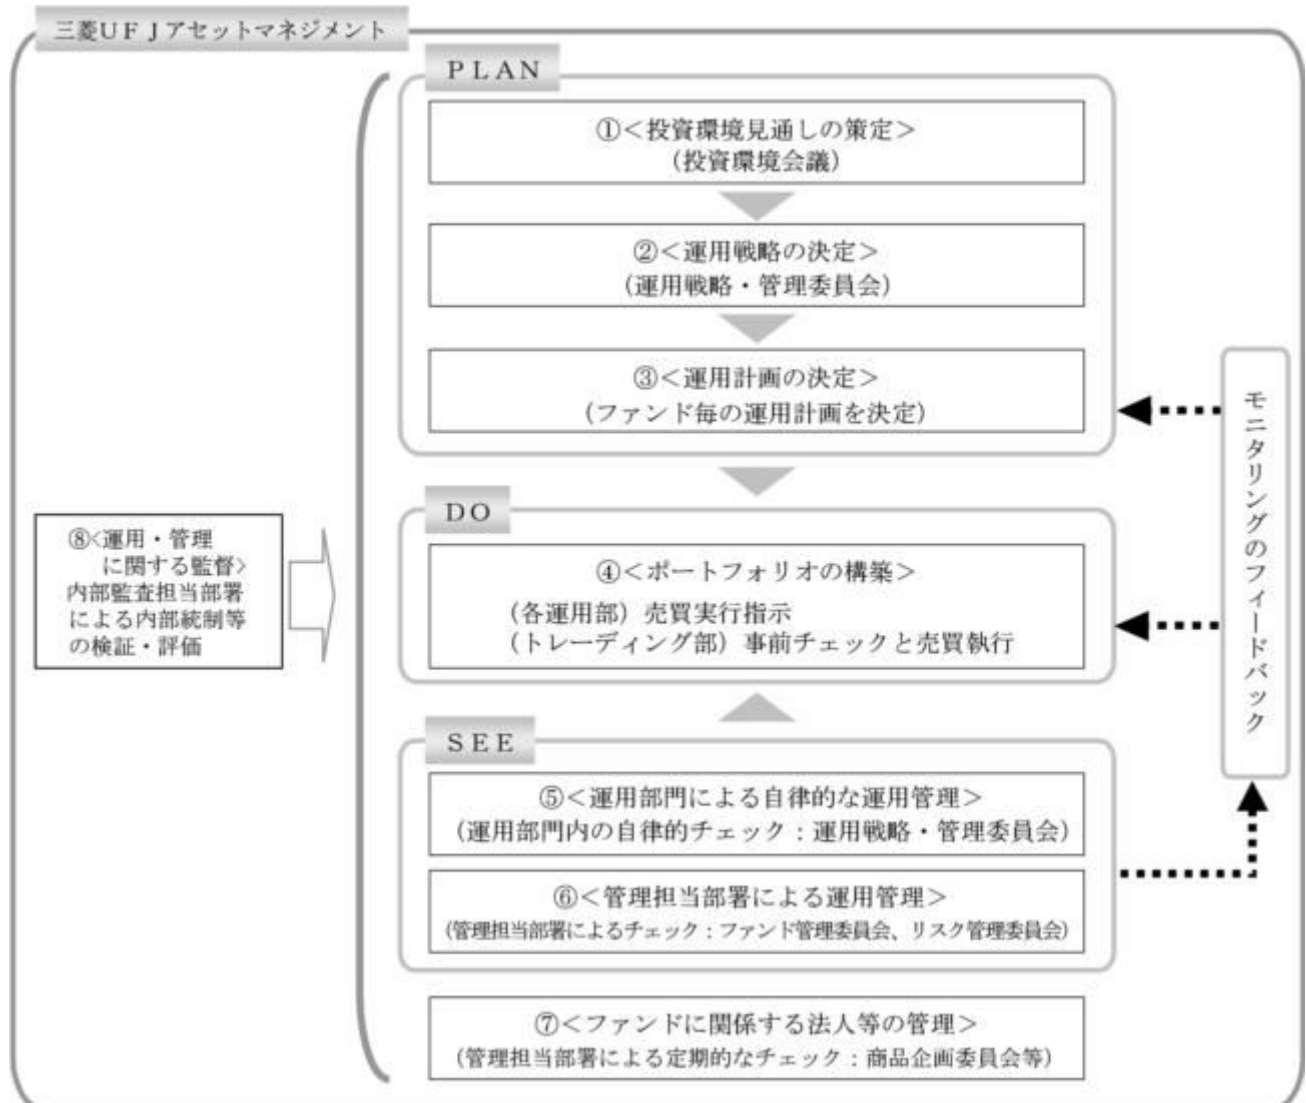 三菱ＵＦＪアセットマネジメント
ＰＬＡＮ
①＜投資環境見通しの策定＞
（投資環境会議）
②＜運用戦略の決定＞
（運用戦略・管理委員会）
③＜運用計画の決定＞
（ファンド毎の運用計画を決定）
ＤＯ
④＜ポートフォリオの構築＞
（各運用部）売買実行指示
（トレーディング部）事前チェックと売買執行
ＳＥＥ
⑤＜運用部門による自律的な運用管理＞
（運用部門内の自律的チェック：運用戦略・管理委員会）
⑥＜管理担当部署による運用管理＞
（管理担当部署によるチェック：ファンド管理委員会、リスク管理委員会）
⑦＜ファンドに関係する法人等の管理＞
（管理担当部署による定期的なチェック：商品企画委員会等）
⑧<運用・管理
に関する監督>
内部監査担当部署
による内部統制等
の検証・評価
モニタリングのフィードバック